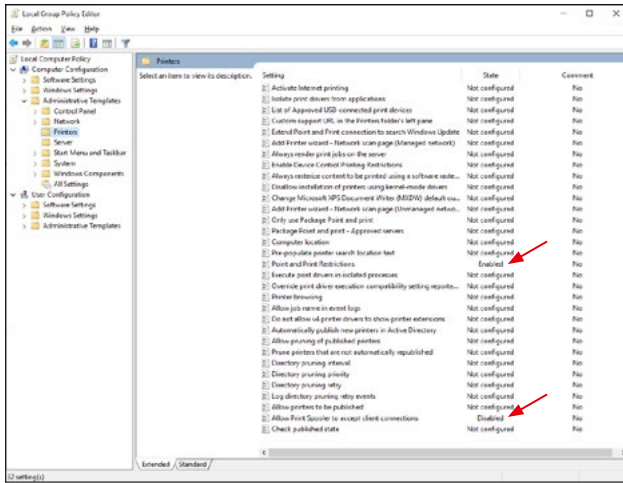 Local Group Policy Editor
File Action View Help
Local Computer Policy
Computer Configuration
Software Settings
Windows Settings
Administrative Templates
Control Panel
Network
Printers
Server
Start Menu and Taskbar
System
Windows Components
All Settings
User Configuration
Software Settings
Windows Settings
Administrative Templates
Printers
Select an item to view its description.
Setting State Comment
Activate Internet printing Not configured No
Isolate print drivers from applications Not configured No
List of Approved USB-connected print devices Not configured No
Custom support URL in the Printers folder's left pane Not configured No
Extend Point and Print connection to search Windows Update Not configured No
Add Printer wizard - Network scan page (Managed network) Not configured No
Always render print jobs on the server Not configured No
Enable Device Control Printing Restrictions Not configured No
Always rasterize content to be printed using a software raste... Not configured No
Disallow installation of printers using kernel-mode drivers Not configured No
Change Microsoft XPS Document Writer (MXDW) default ou... Not configured No
Add Printer wizard - Network scan page (Unmanaged netwo... Not configured No
Only use Package Point and print Not configured No
Package Point and print - Approved servers Not configured No
Computer location Not configured No
Pre-populate printer search location text Not configured No
Point and Print Restrictions Enabled No
Execute print drivers in isolated processes Not configured No
Override print driver execution compatibility setting reporte... Not configured No
Printer browsing Not configured No
Allow job name in event logs Not configured No
Do not allow v4 printer drivers to show printer extensions Not configured No
Automatically publish new printers in Active Directory Not configured No
Allow pruning of published printers Not configured No
Prune printers that are not automatically republished Not configured No
Directory pruning interval Not configured No
Directory pruning priority Not configured No
Directory pruning retry Not configured No
Log directory pruning retry events Not configured No
Allow printers to be published Not configured No
Allow Print Spooler to accept client connections Disabled No
Check published state Not configured No
Extended Standard
setting(s)